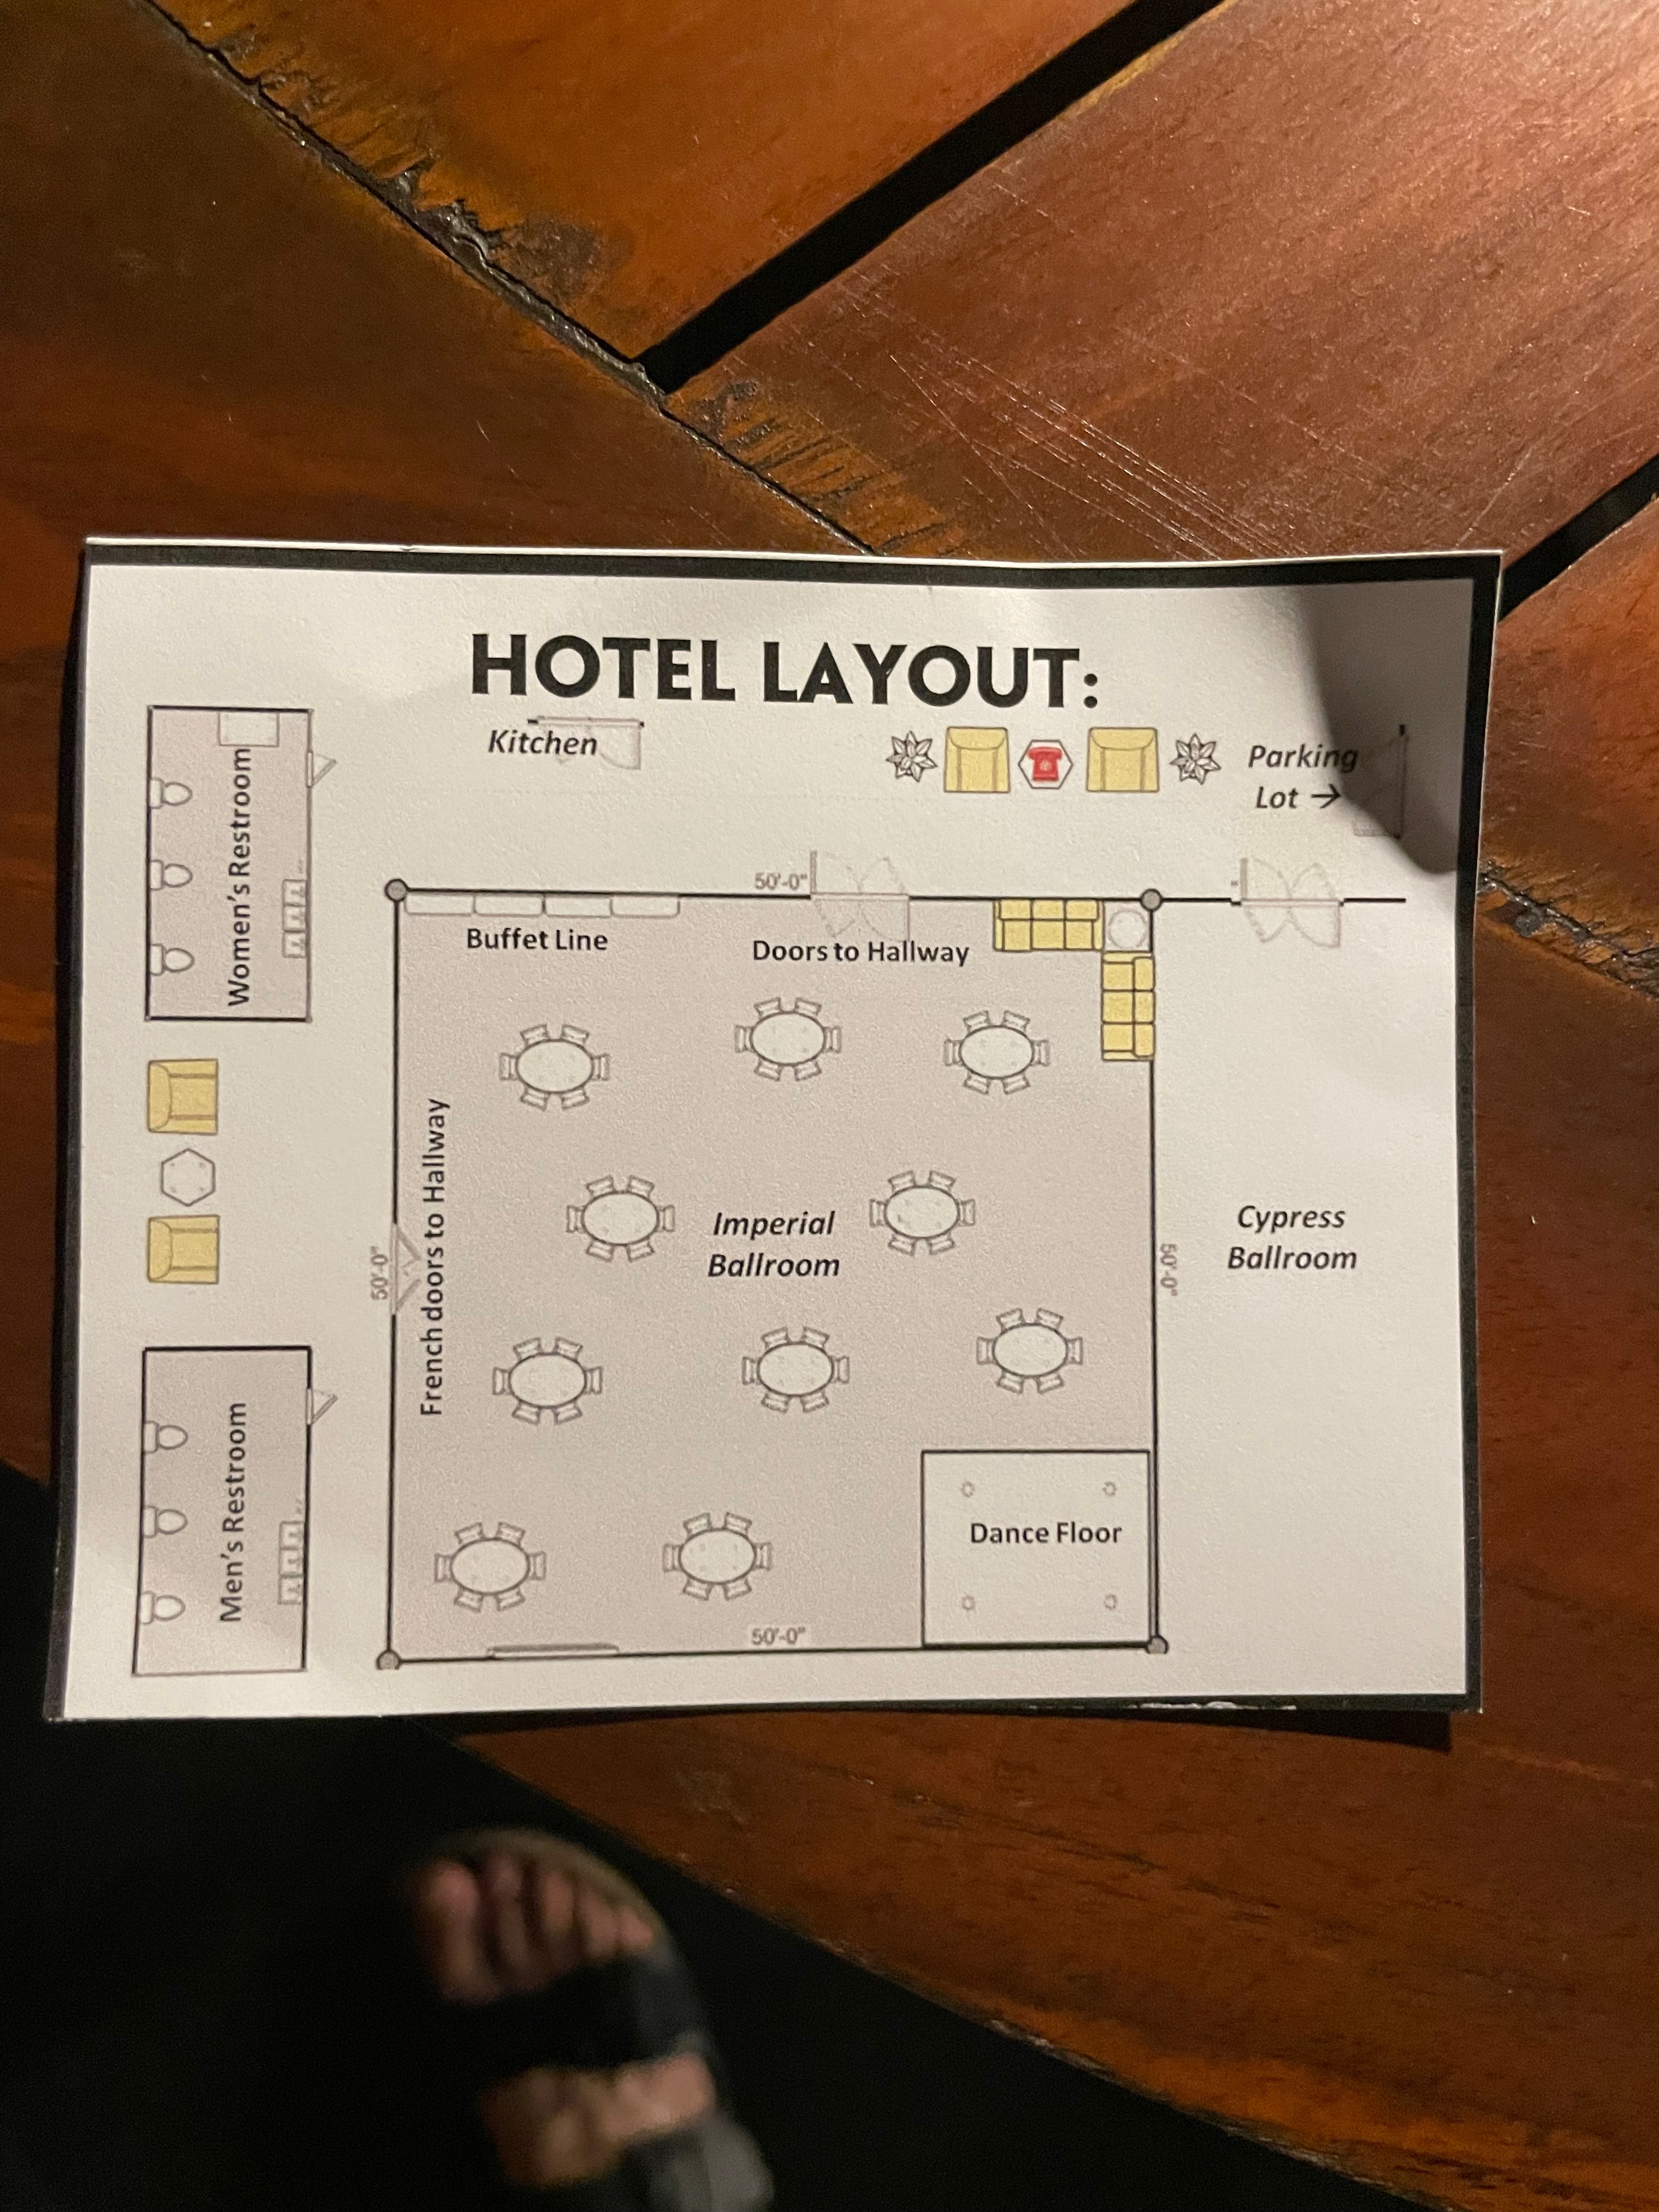 HOTEL LAYOUT:
Kitchen
Parking
Lot →
Women's Restroom
50'-0"
Buffet Line
Doors to Hallway
French doors to Hallway
50'-0"
Imperial
Ballroom
50'-0"
Cypress
Ballroom
Men's Restroom
Dance Floor
50'-0"